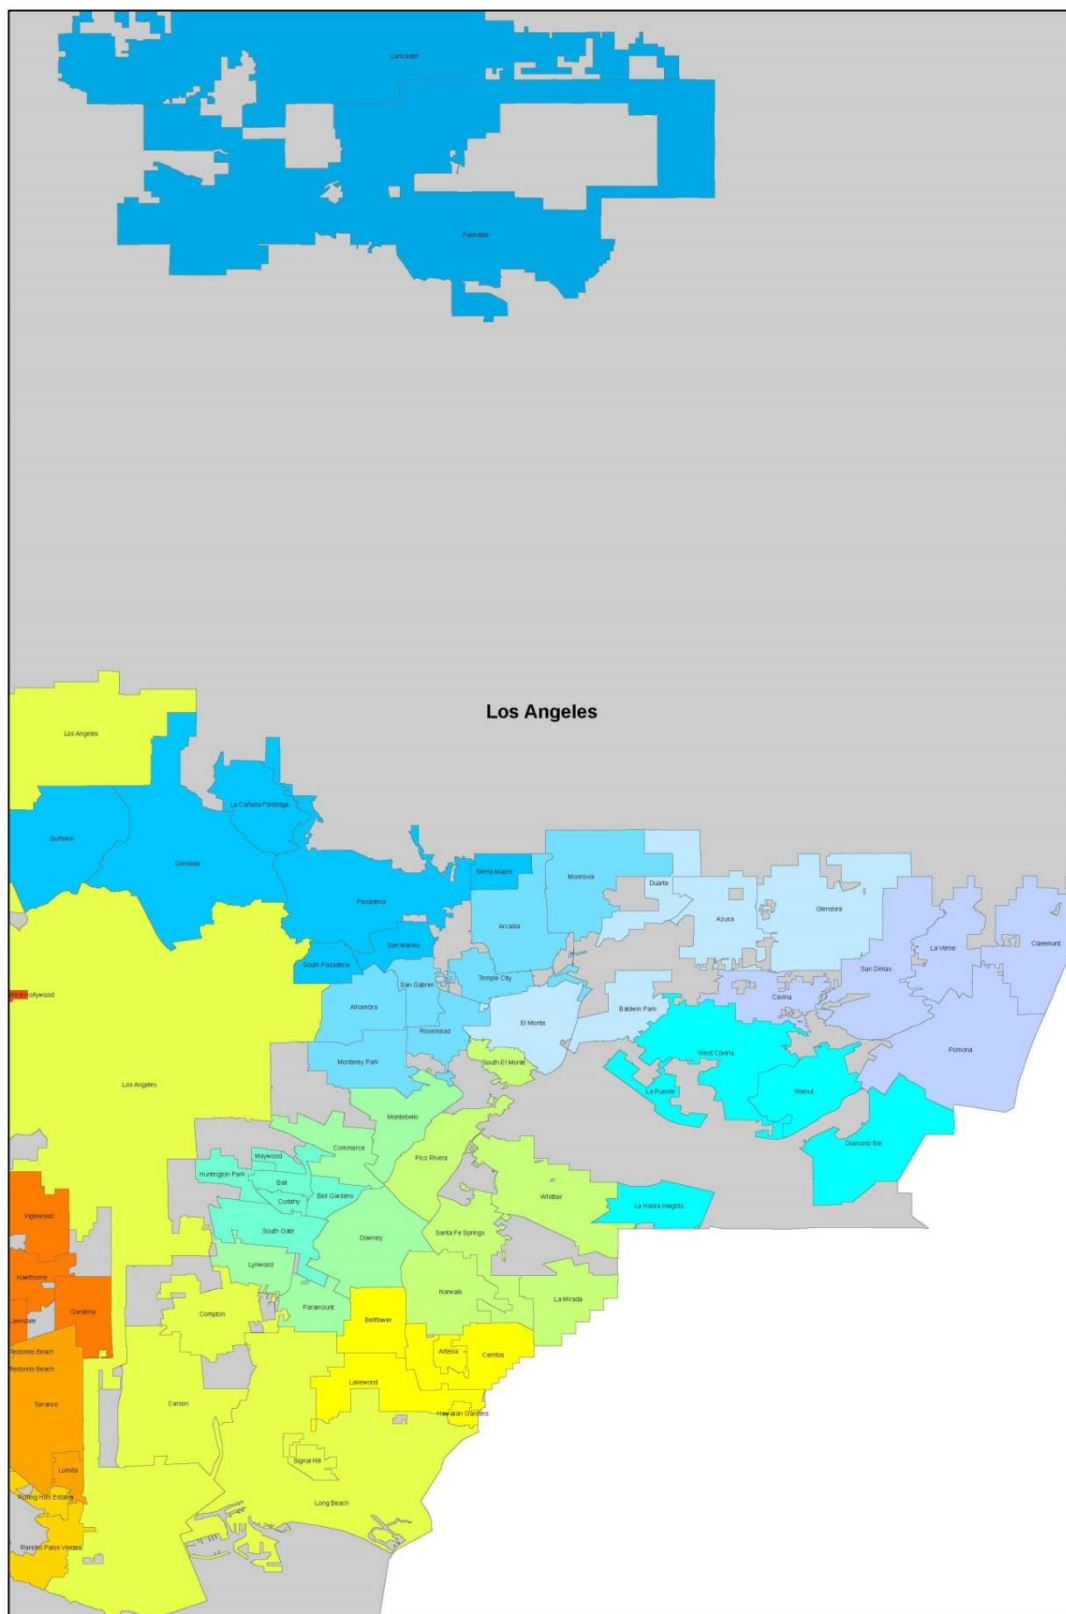 Lancaster
Palmdale
Los Angeles
Los Angeles
La Cañada Flintridge
Burbank
Glendale
Sierra Madre
Monrovia
Duarte
Pasadena
Arcadia
Azusa
Glendora
San Marino
La Verne
Claremont
South Pasadena
San Dimas
Temple City
San Gabriel
West Hollywood
Covina
Alhambra
Baldwin Park
El Monte
Rosemead
Pomona
West Covina
Monterey Park
South El Monte
Los Angeles
La Puente
Walnut
Montebello
Diamond Bar
Commerce
Maywood
Pico Rivera
Huntington Park
Bell
Bell Gardens
Whittier
Cudahy
La Habra Heights
Inglewood
South Gate
Santa Fe Springs
Downey
Lynwood
Hawthorne
Norwalk
La Mirada
Paramount
Gardena
Compton
Lawndale
Bellflower
Redondo Beach
Artesia
Cerritos
Redondo Beach
Lakewood
Torrance
Carson
Hawaiian Gardens
Signal Hill
Lomita
Rolling Hills Estates
Long Beach
Rancho Palos Verdes